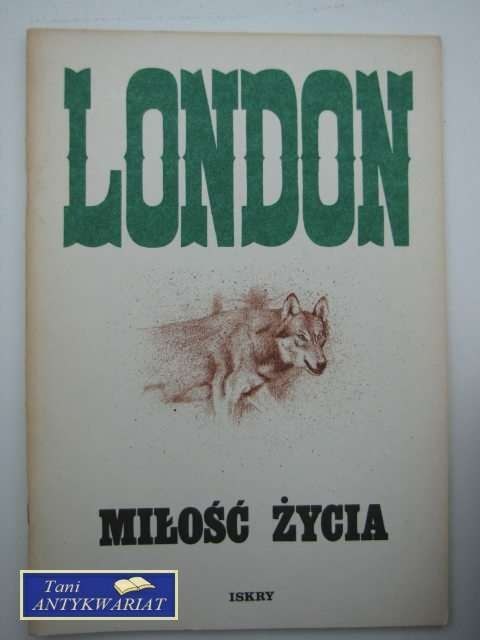 LONDON
MIŁOŚĆ ŻYCIA
ISKRY
Tani
ANTYKWARIAT